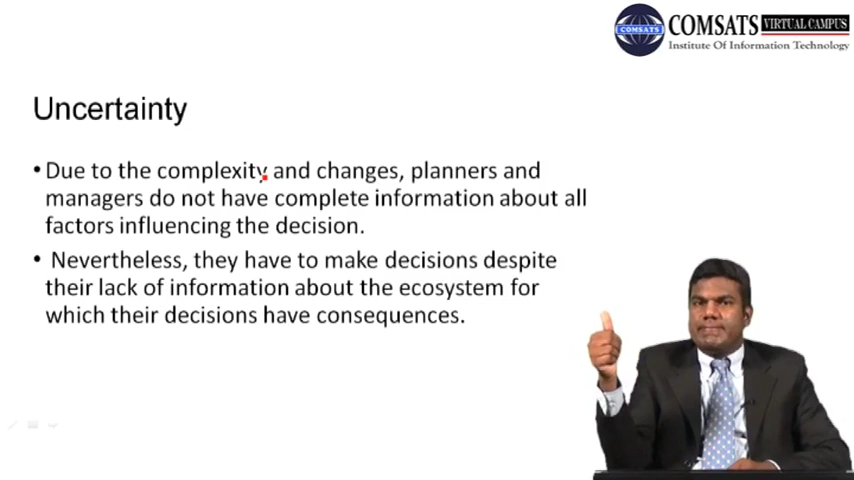 COMSATS
COMSATS VIRTUAL CAMPUS
Institute Of Information Technology
Uncertainty
•Due to the complexity and changes, planners and
managers do not have complete information about all
factors influencing the decision.
• Nevertheless, they have to make decisions despite
their lack of information about the ecosystem for
which their decisions have consequences.